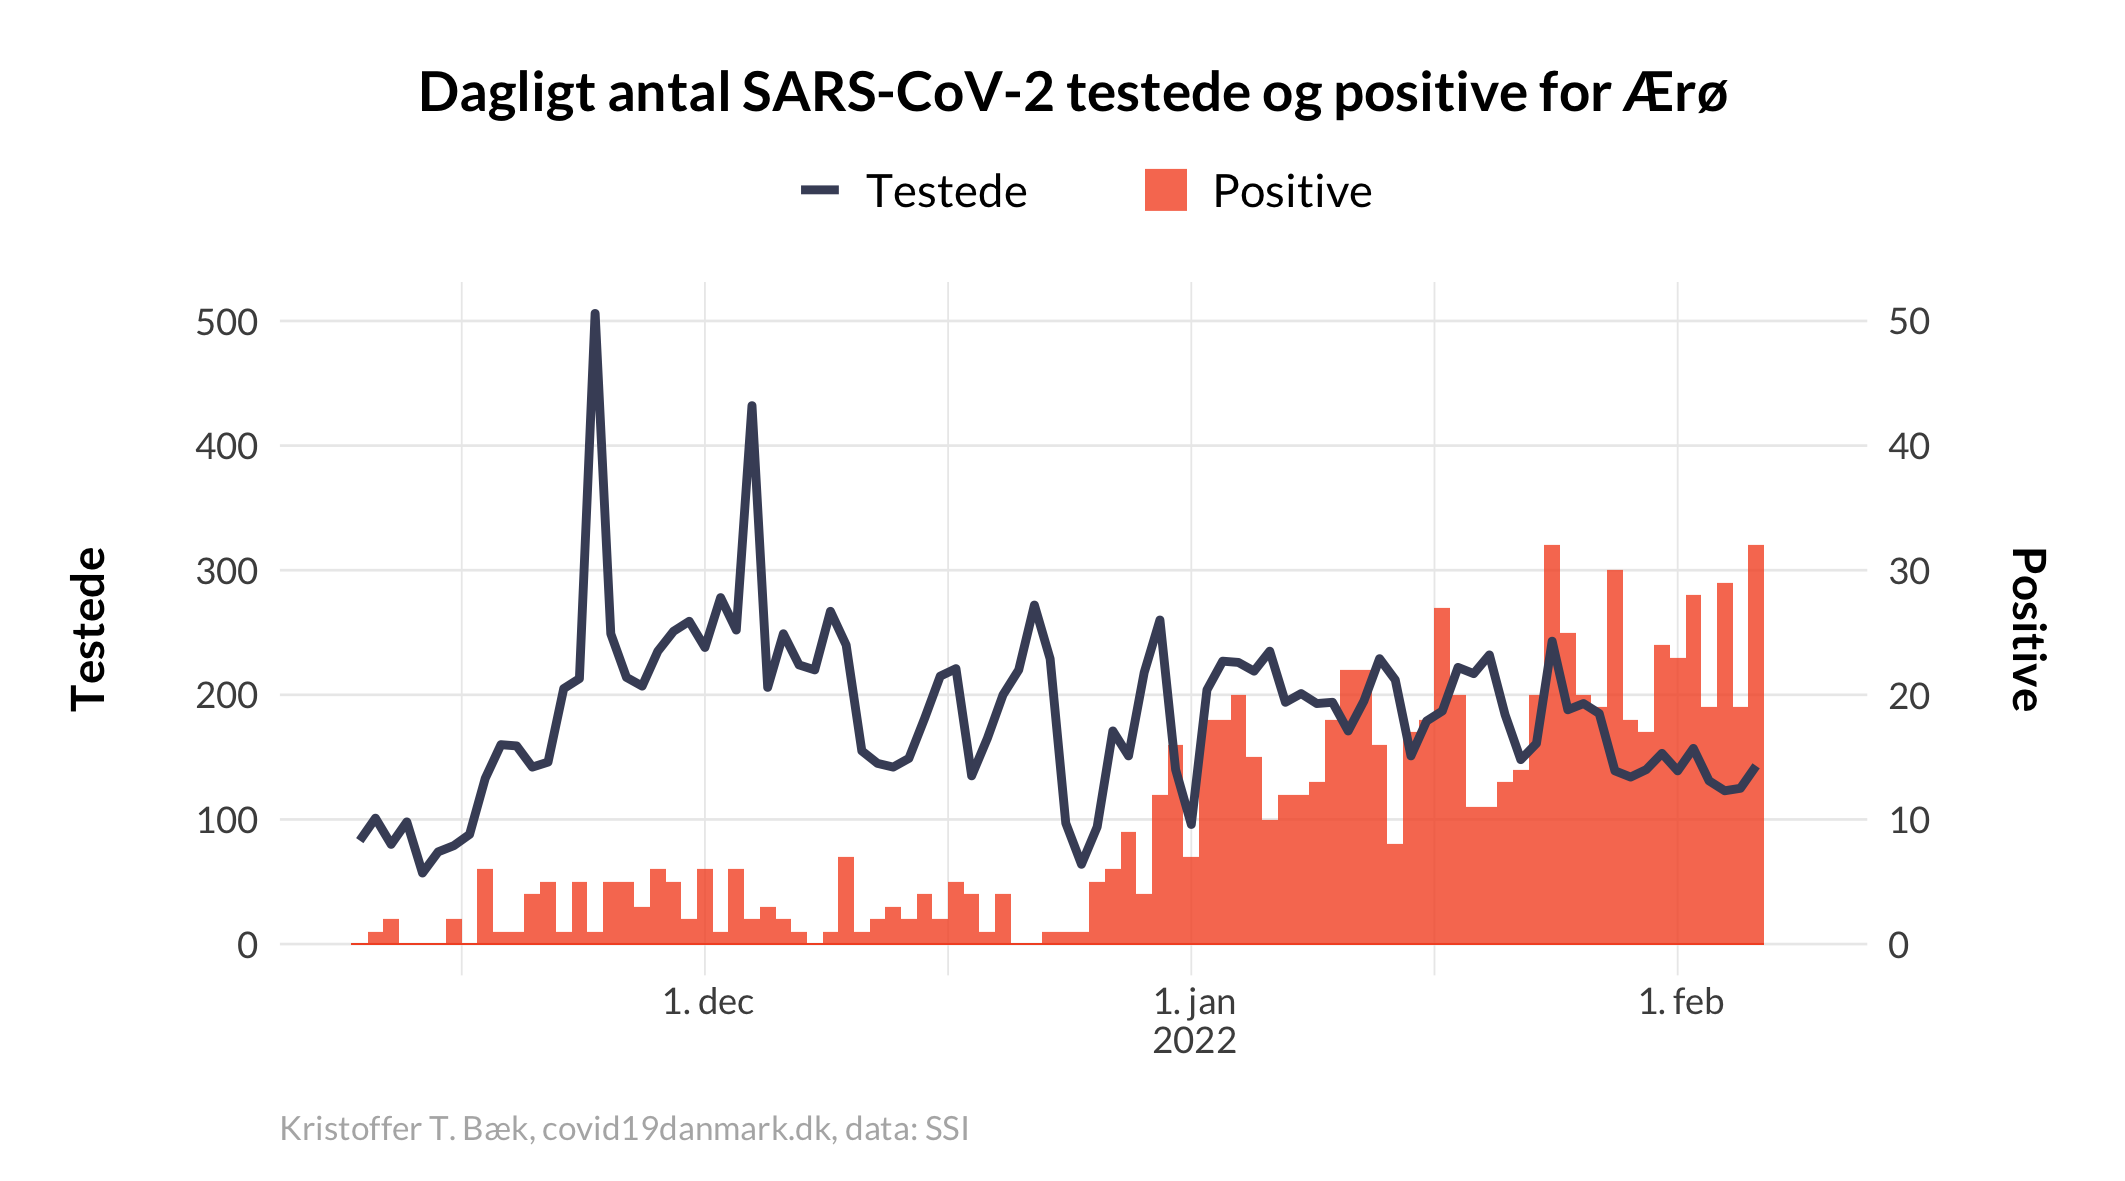 Dagligt antal SARS-CoV-2 testede og positive for Ærø
Testede
Positive
500
400
300
200
100
0
50
40
30
20
10
0
Testede
Positive
1. dec
1. jan
2022
1. feb
Kristoffer T. Bæk, covid19danmark.dk, data: SSI